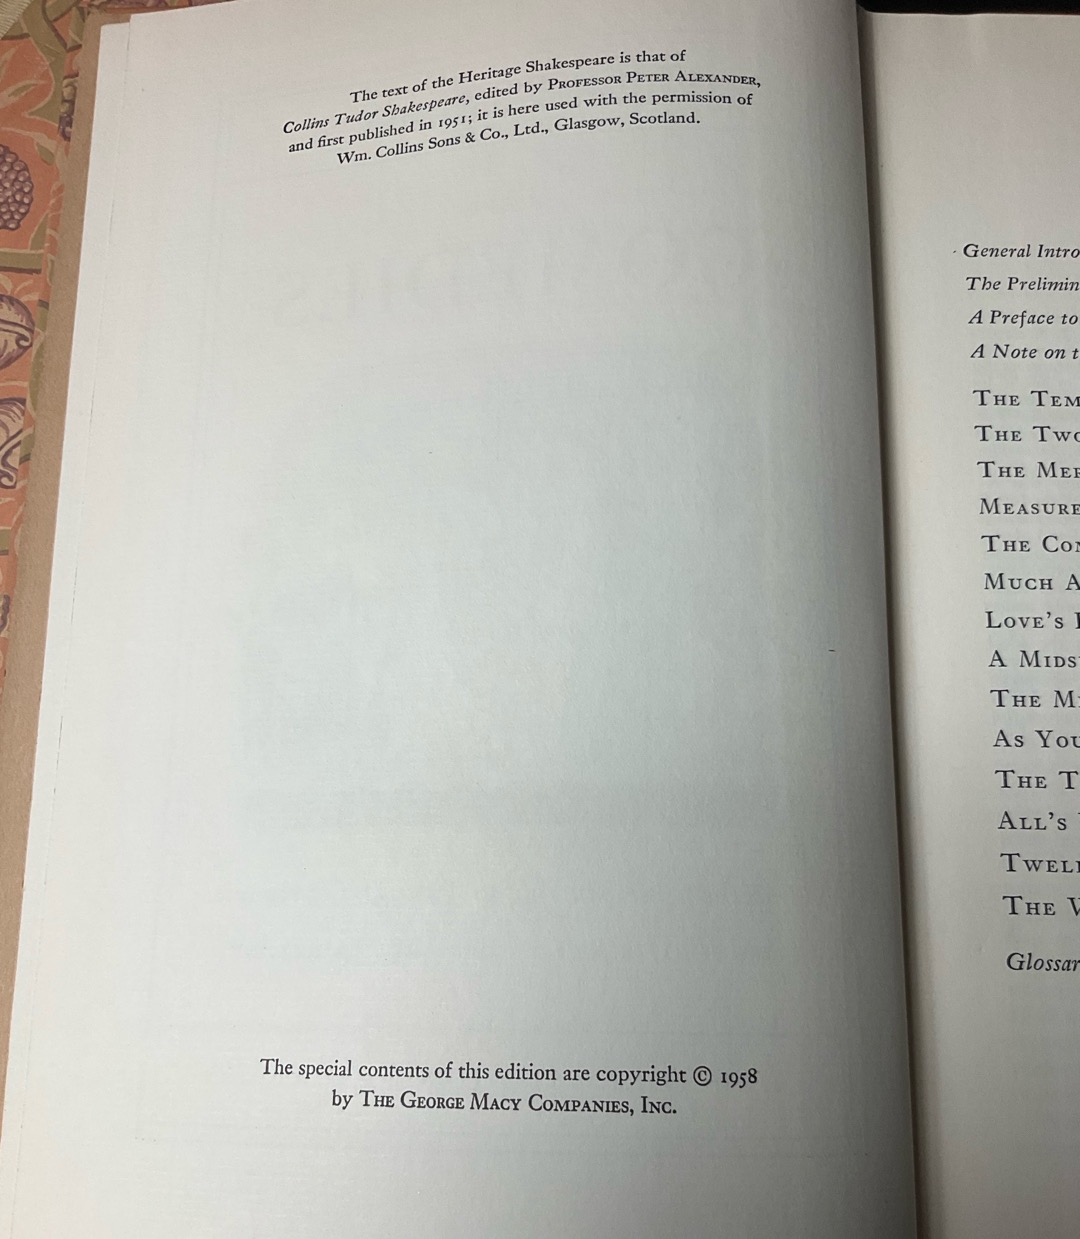 The text of the Heritage Shakespeare is that of
Collins Tudor Shakespeare, edited by PROFESSOR PETER ALEXANDER,
and first published in 1951; it is here used with the permission of
Wm. Collins Sons & Co., Ltd., Glasgow, Scotland.
The special contents of this edition are copyright © 1958
by THE GEORGE MACY COMPANIES, INC.
General Intro
The Prelimin
A Preface to
A Note on t
THE TEM
THE TWO
THE MER
MEASURE
THE CO
MUCH A
LOVE'S
A MIDS
THE M
AS YOU
THE T
ALL'S
TWEL
THE
Glossar